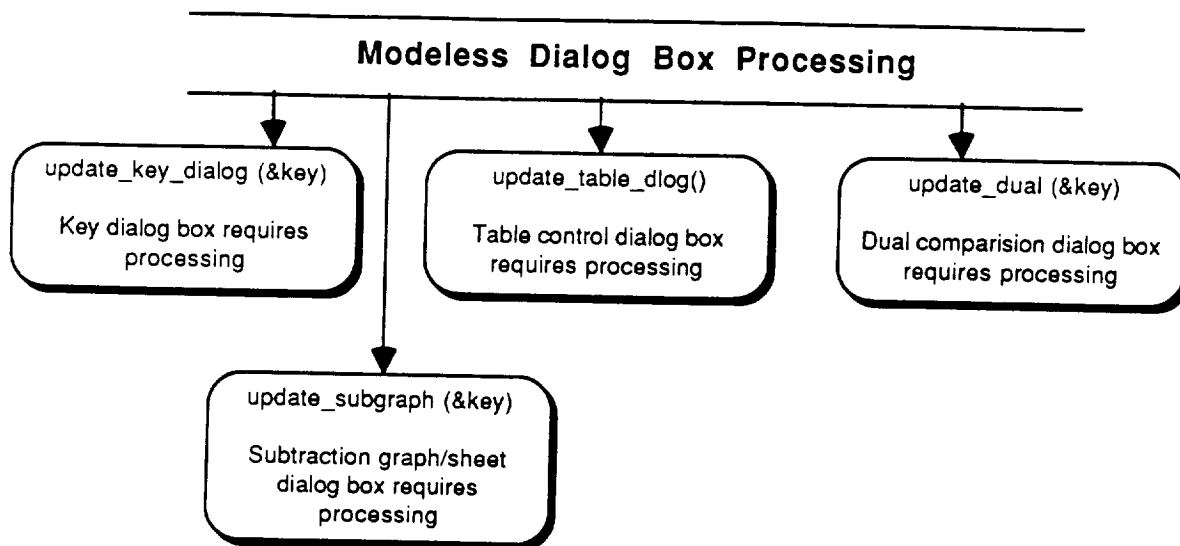 Modeless Dialog Box Processing
update_key_dialog (&key)
Key dialog box requires
processing
update_table_dlog()
Table control dialog box
requires processing
update_dual (&key)
Dual comparision dialog box
requires processing
update_subgraph (&key)
Subtraction graph/sheet
dialog box requires
processing